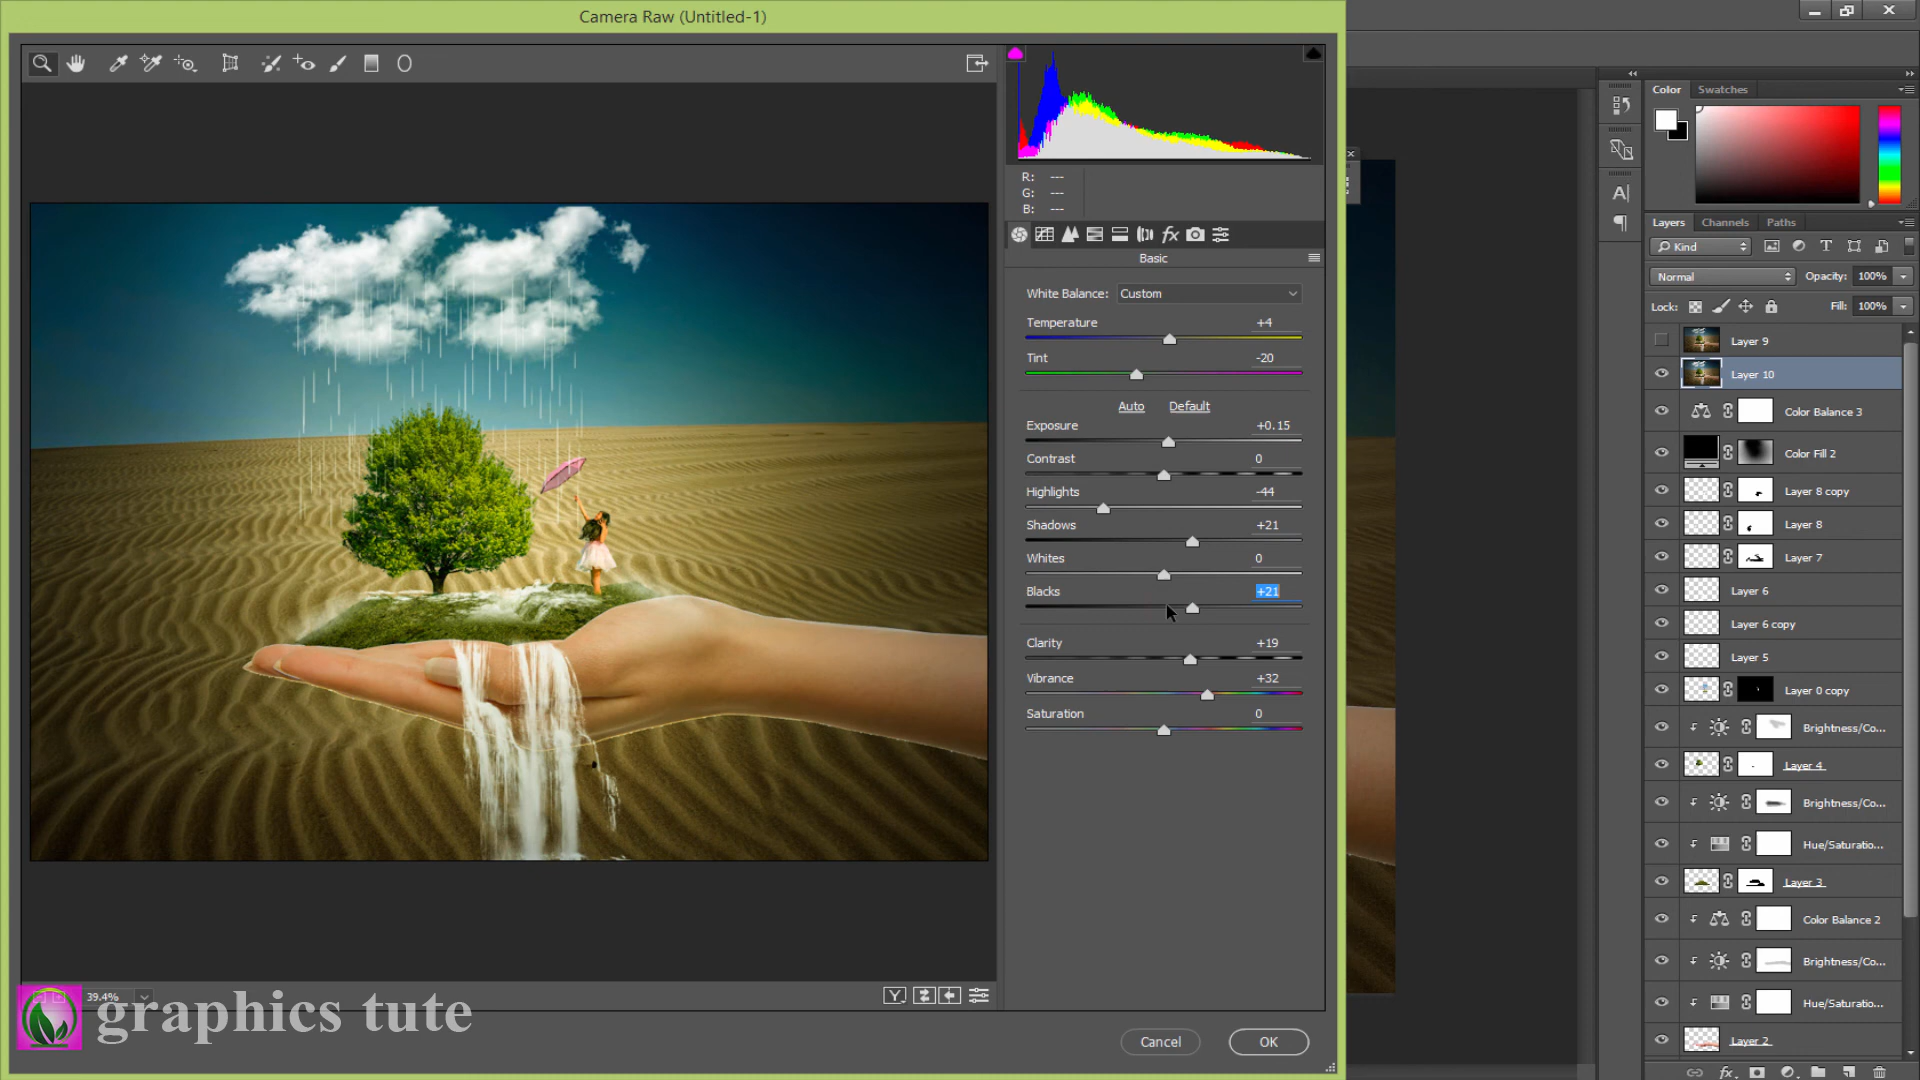 Camera Raw (Untitled-1)
R: ---
G: ---
B: ---
Basic
White Balance: Custom
Temperature +4
Tint -20
Auto Default
Exposure +0.15
Contrast 0
Highlights -44
Shadows +21
Whites 0
Blacks +21
Clarity +19
Vibrance +32
Saturation 0
39.4%
graphics tute
Cancel OK
Color Swatches
Layers Channels Paths
Kind
Normal Opacity: 100%
Lock: Fill: 100%
Layer 9
Layer 10
Color Balance 3
Color Fill 2
Layer 8 copy
Layer 8
Layer 7
Layer 6
Layer 6 copy
Layer 5
Layer 0 copy
Brightness/Co...
Layer 4
Brightness/Co...
Hue/Saturatio...
Layer 3
Color Balance 2
Brightness/Co...
Hue/Saturatio...
Layer 2